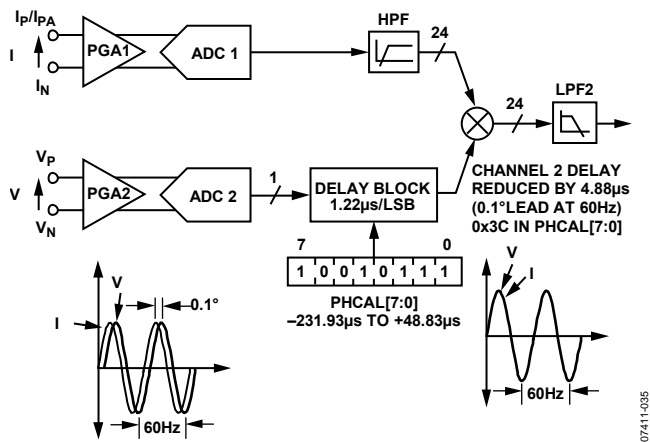 I
IP/IPA
IN
PGA1
ADC 1
HPF
24
24
LPF2
V
VP
VN
PGA2
ADC 2
1
DELAY BLOCK
1.22µs/LSB
CHANNEL 2 DELAY
REDUCED BY 4.88µs
(0.1°LEAD AT 60Hz)
0x3C IN PHCAL[7:0]
7 0
1 0 0 1 0 1 1 1
PHCAL[7:0]
–231.93µs TO +48.83µs
V
I
0.1°
60Hz
V
I
60Hz
07411-035